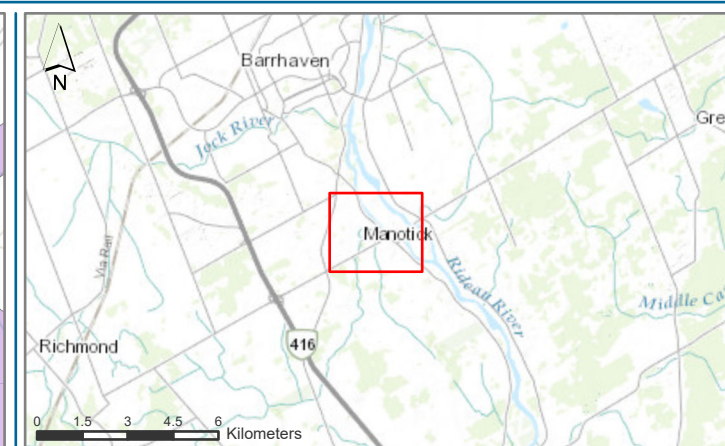 N
Barrhaven
Jock River
Gre
Manotick
Via Rail
Rideau River
Middle Ca
Richmond
416
0 1.5 3 4.5 6
Kilometers